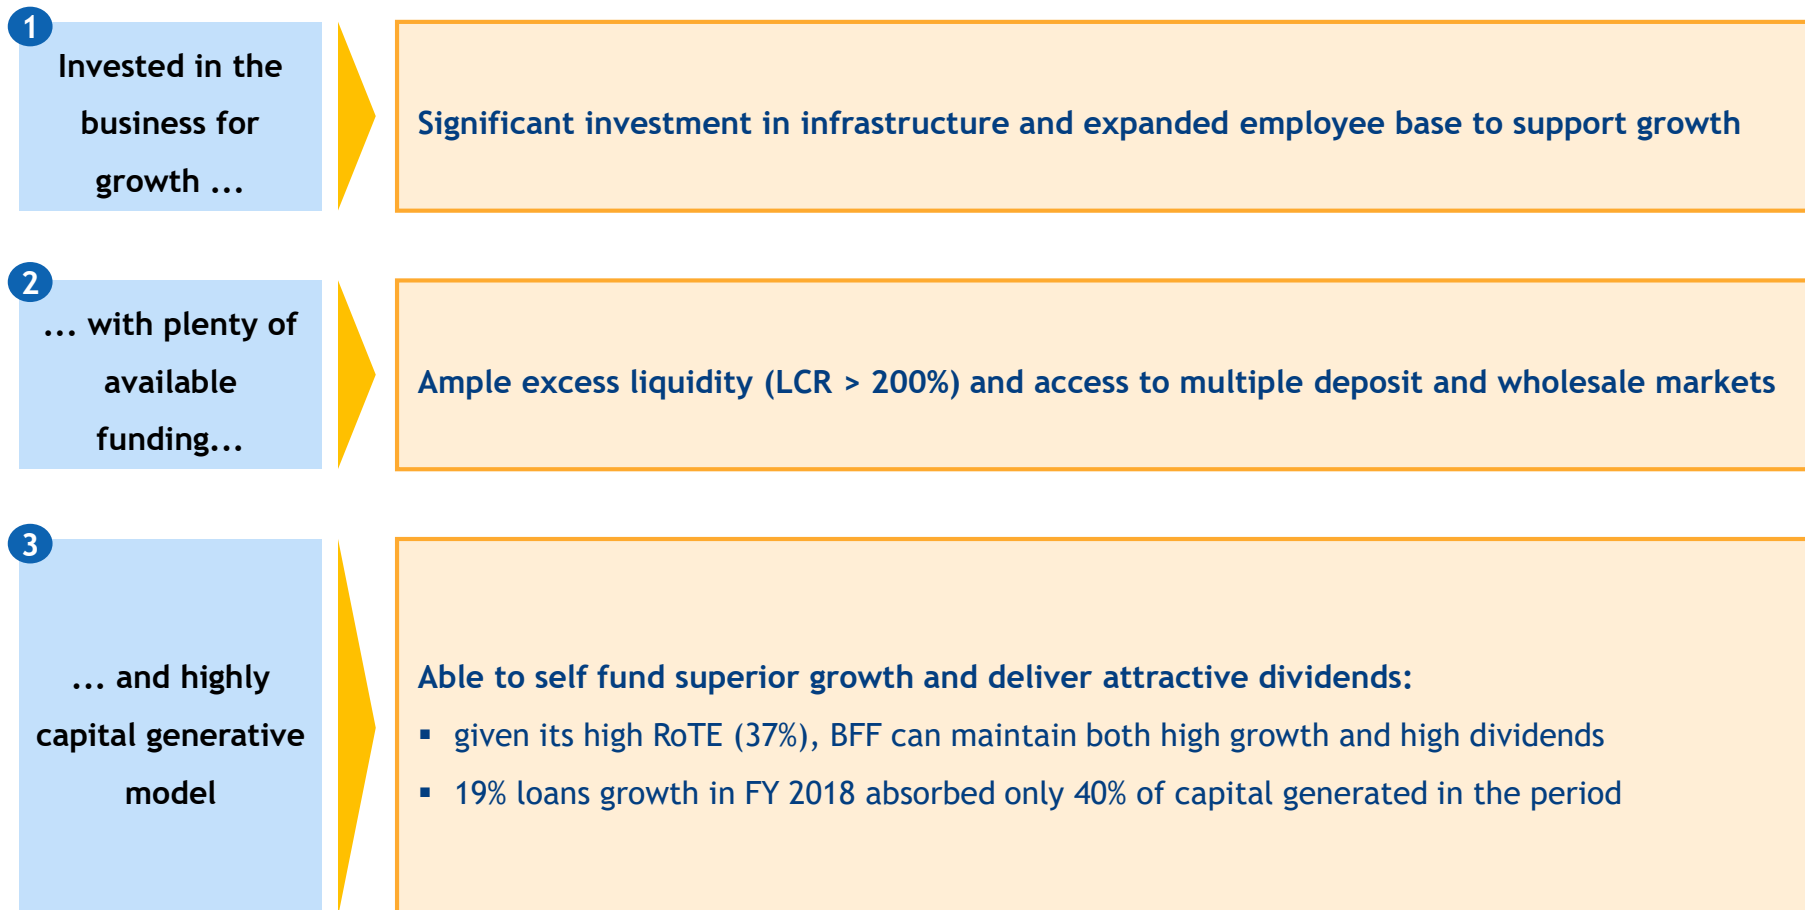 1
Invested in the
business for
growth ...
Significant investment in infrastructure and expanded employee base to support growth
2
... with plenty of
available
funding...
Ample excess liquidity (LCR > 200%) and access to multiple deposit and wholesale markets
3
... and highly
capital generative
model
Able to self fund superior growth and deliver attractive dividends:
▪ given its high RoTE (37%), BFF can maintain both high growth and high dividends
▪ 19% loans growth in FY 2018 absorbed only 40% of capital generated in the period